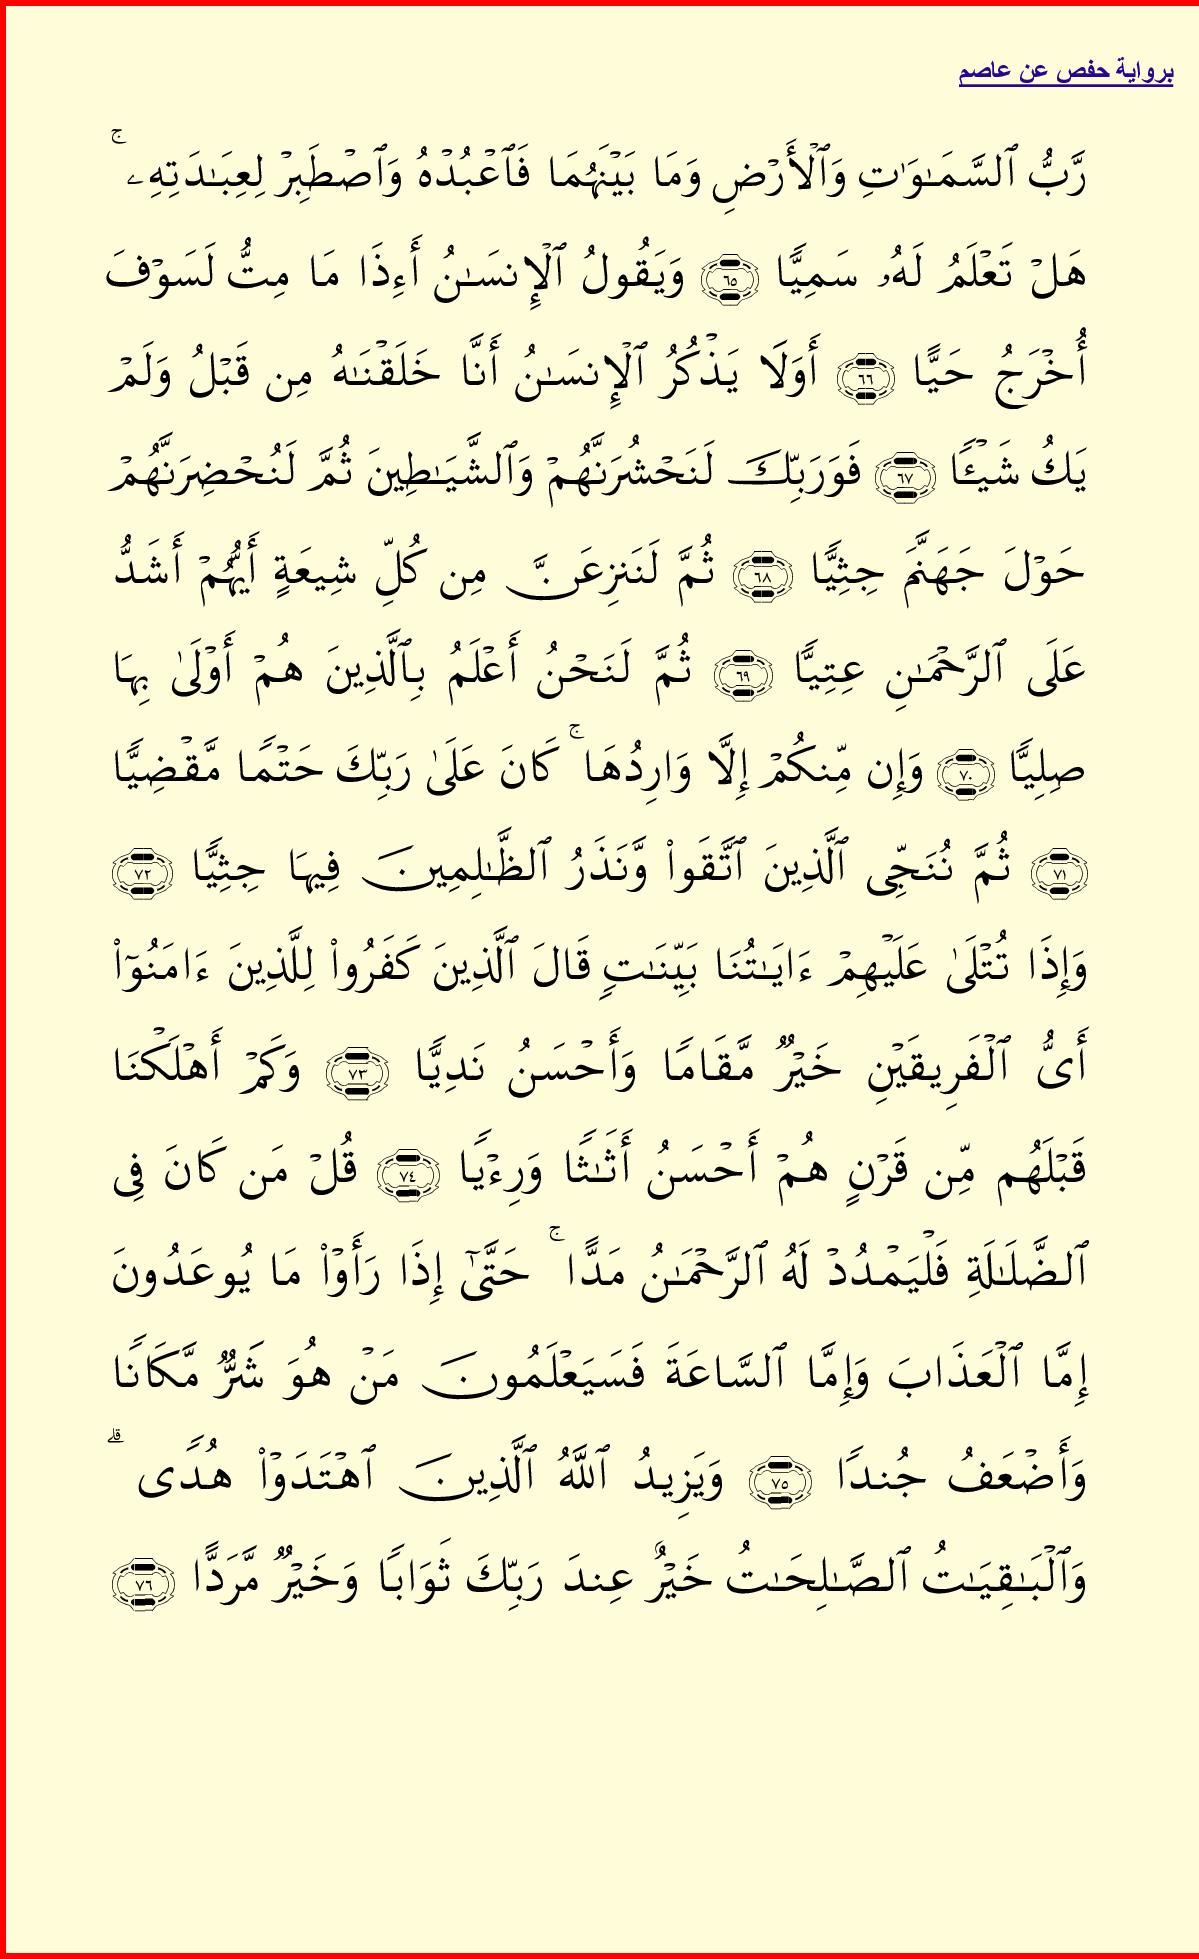 برواية حفص عن عاصم
رَّبُّ ٱلسَّمَـٰوَٰتِ وَٱلْأَرْضِ وَمَا بَيْنَهُمَا فَٱعْبُدْهُ وَٱصْطَبِرْ لِعِبَـٰدَتِهِۦ ۚ
هَلْ تَعْلَمُ لَهُۥ سَمِيًّا ٦٥ وَيَقُولُ ٱلْإِنسَـٰنُ أَءِذَا مَا مِتُّ لَسَوْفَ
أُخْرَجُ حَيًّا ٦٦ أَوَلَا يَذْكُرُ ٱلْإِنسَـٰنُ أَنَّا خَلَقْنَـٰهُ مِن قَبْلُ وَلَمْ
يَكُ شَيْـًٔا ٦٧ فَوَرَبِّكَ لَنَحْشُرَنَّهُمْ وَٱلشَّيَـٰطِينَ ثُمَّ لَنُحْضِرَنَّهُمْ
حَوْلَ جَهَنَّمَ جِثِيًّا ٦٨ ثُمَّ لَنَنزِعَنَّ مِن كُلِّ شِيعَةٍ أَيُّهُمْ أَشَدُّ
عَلَى ٱلرَّحْمَـٰنِ عِتِيًّا ٦٩ ثُمَّ لَنَحْنُ أَعْلَمُ بِٱلَّذِينَ هُمْ أَوْلَىٰ بِهَا
صِلِيًّا ٧٠ وَإِن مِّنكُمْ إِلَّا وَارِدُهَا ۚ كَانَ عَلَىٰ رَبِّكَ حَتْمًا مَّقْضِيًّا
٧١ ثُمَّ نُنَجِّى ٱلَّذِينَ ٱتَّقَوا۟ وَّنَذَرُ ٱلظَّـٰلِمِينَ فِيهَا جِثِيًّا ٧٢
وَإِذَا تُتْلَىٰ عَلَيْهِمْ ءَايَـٰتُنَا بَيِّنَـٰتٍ قَالَ ٱلَّذِينَ كَفَرُوا۟ لِلَّذِينَ ءَامَنُوٓا۟
أَىُّ ٱلْفَرِيقَيْنِ خَيْرٌ مَّقَامًا وَأَحْسَنُ نَدِيًّا ٧٣ وَكَمْ أَهْلَكْنَا
قَبْلَهُم مِّن قَرْنٍ هُمْ أَحْسَنُ أَثَـٰثًا وَرِءْيًا ٧٤ قُلْ مَن كَانَ فِى
ٱلضَّلَـٰلَةِ فَلْيَمْدُدْ لَهُ ٱلرَّحْمَـٰنُ مَدًّا ۚ حَتَّىٰٓ إِذَا رَأَوْا۟ مَا يُوعَدُونَ
إِمَّا ٱلْعَذَابَ وَإِمَّا ٱلسَّاعَةَ فَسَيَعْلَمُونَ مَنْ هُوَ شَرٌّ مَّكَانًا
وَأَضْعَفُ جُندًا ٧٥ وَيَزِيدُ ٱللَّهُ ٱلَّذِينَ ٱهْتَدَوْا۟ هُدًى ۗ
وَٱلْبَـٰقِيَـٰتُ ٱلصَّـٰلِحَـٰتُ خَيْرٌ عِندَ رَبِّكَ ثَوَابًا وَخَيْرٌ مَّرَدًّا ٧٦